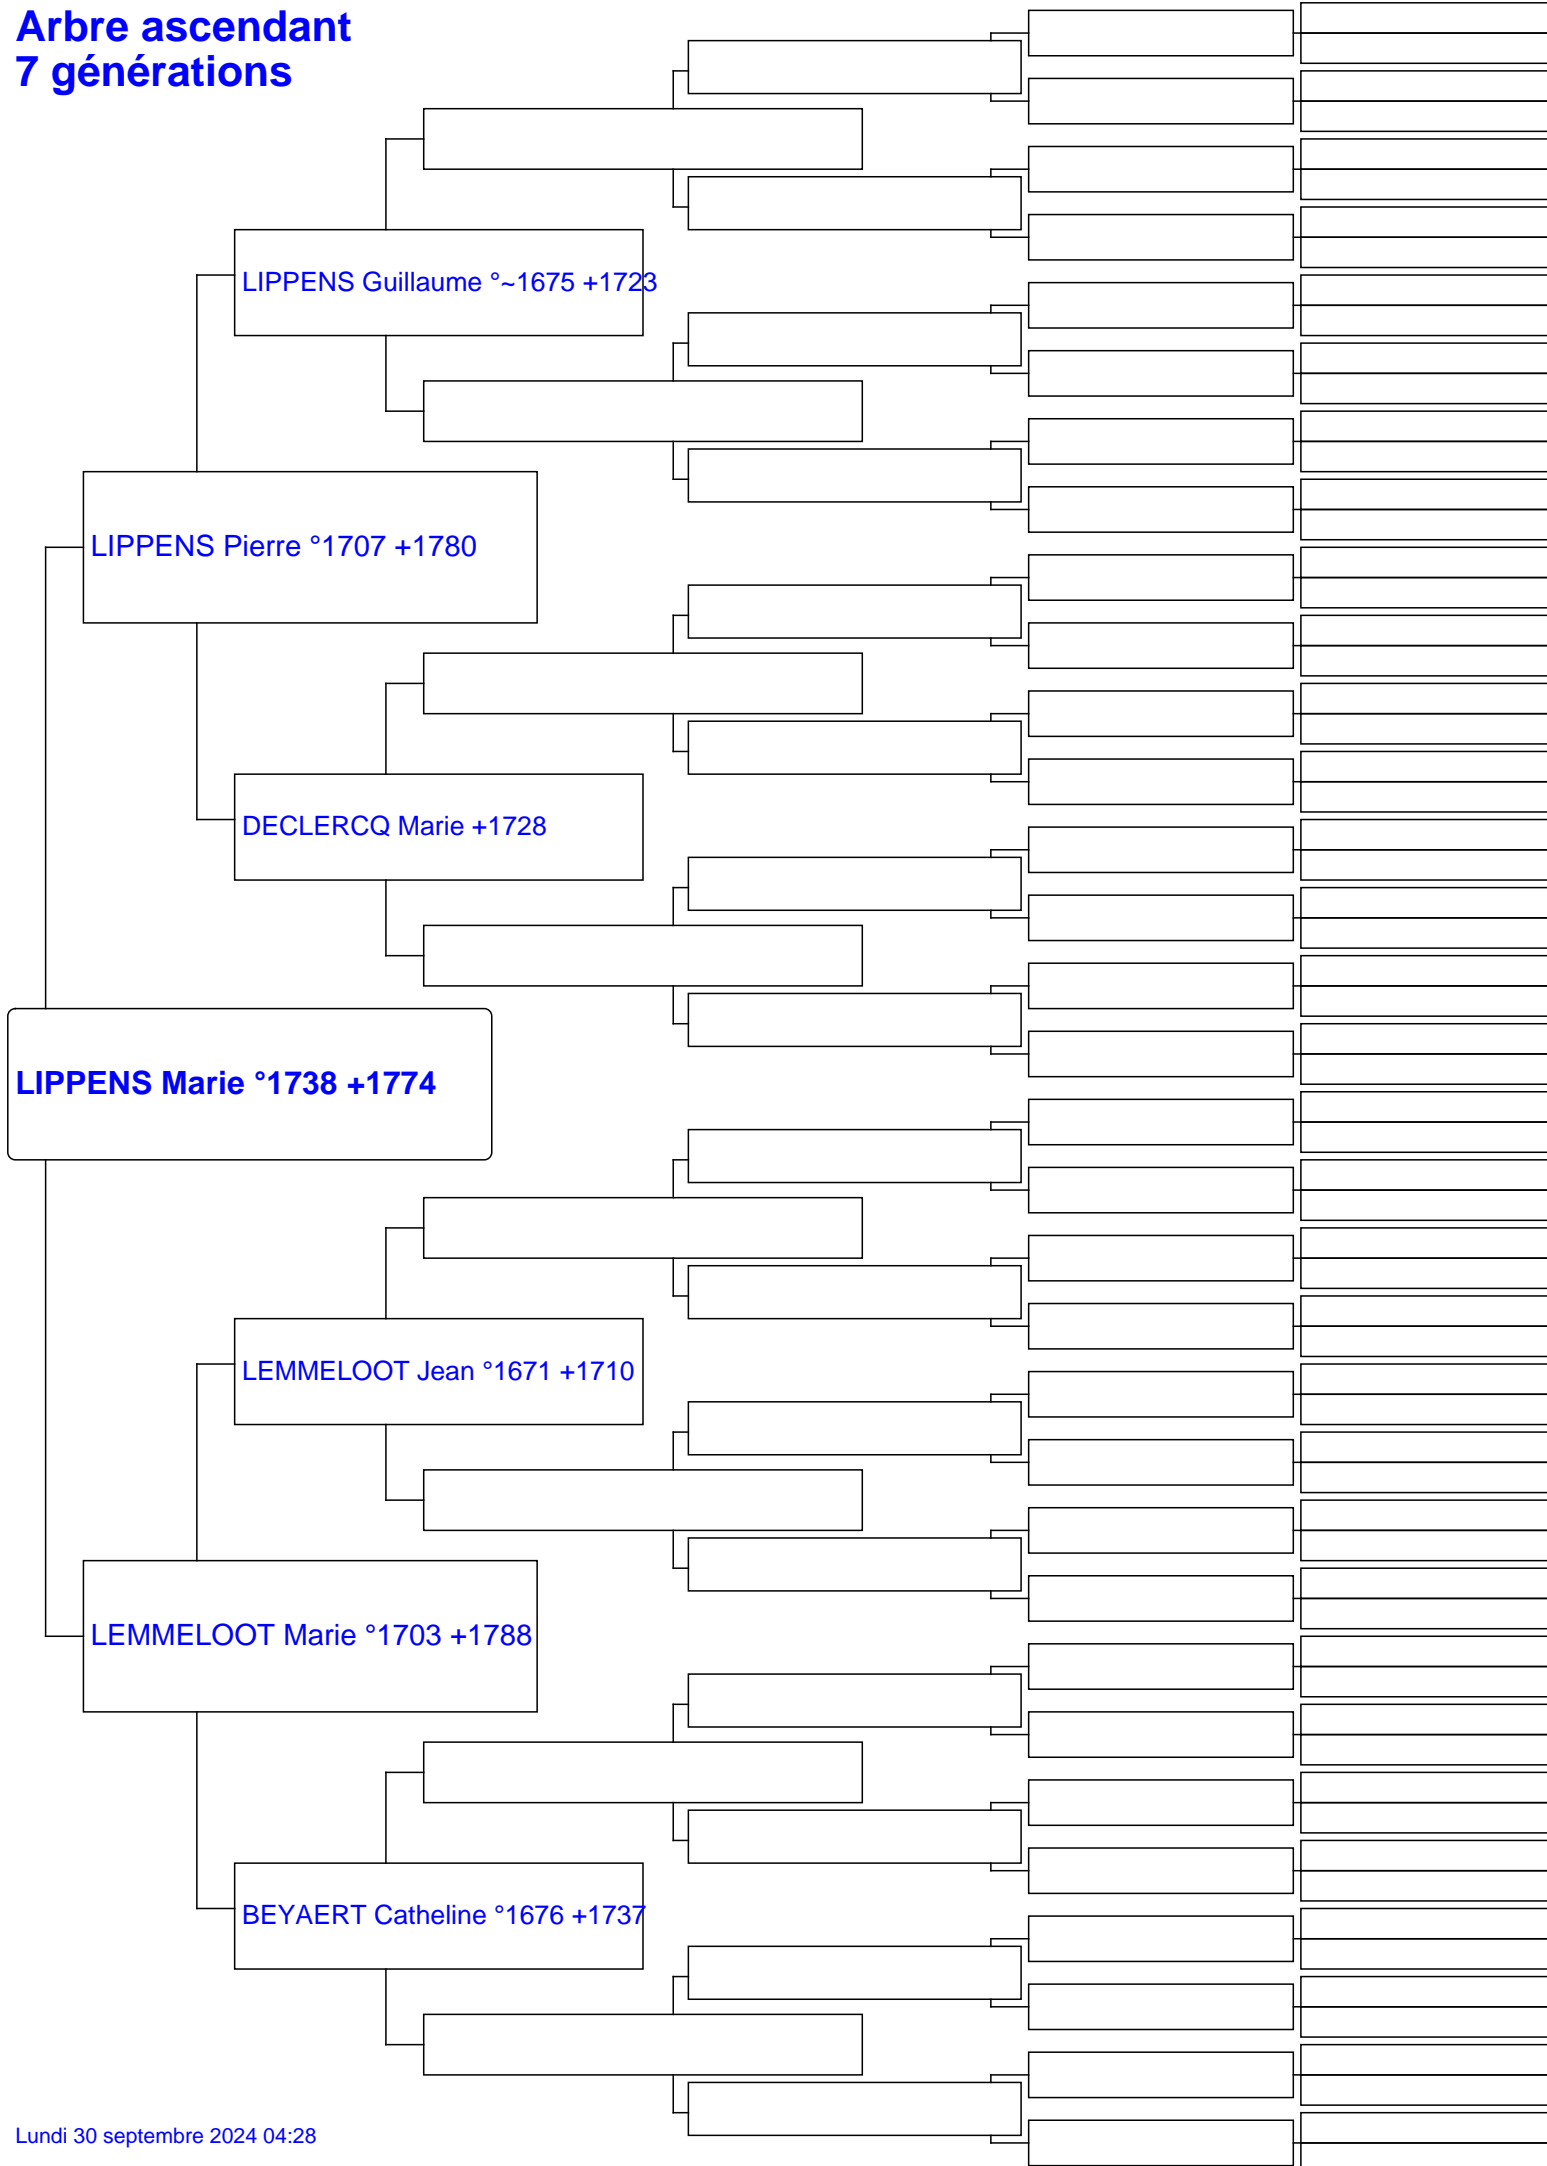 Arbre ascendant
7 générations
LIPPENS Guillaume °~1675 +1723
LIPPENS Pierre °1707 +1780
DECLERCQ Marie +1728
LIPPENS Marie °1738 +1774
LEMMELOOT Jean °1671 +1710
LEMMELOOT Marie °1703 +1788
BEYAERT Catheline °1676 +1737
Lundi 30 septembre 2024 04:28